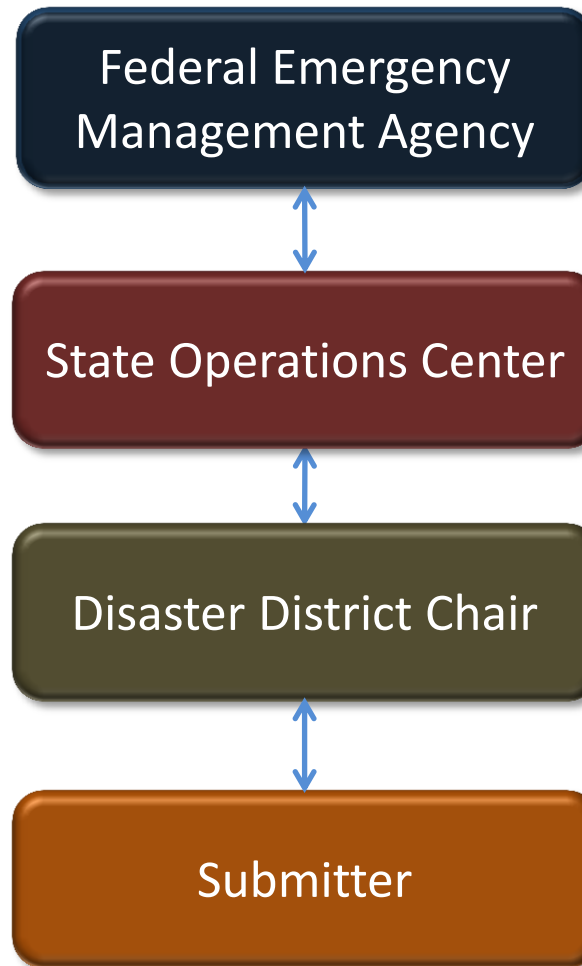 Federal Emergency
Management Agency
State Operations Center
Disaster District Chair
Submitter